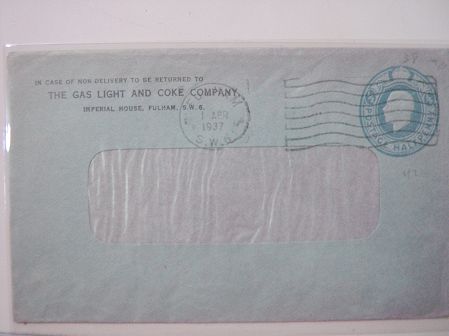 IN CASE OF NON-DELIVERY TO BE RETURNED TO
THE GAS LIGHT AND COKE COMPANY,
IMPERIAL HOUSE, FULHAM, S.W.6.
1 APR
1937
S.W.6
POSTAGE HALFPENNY